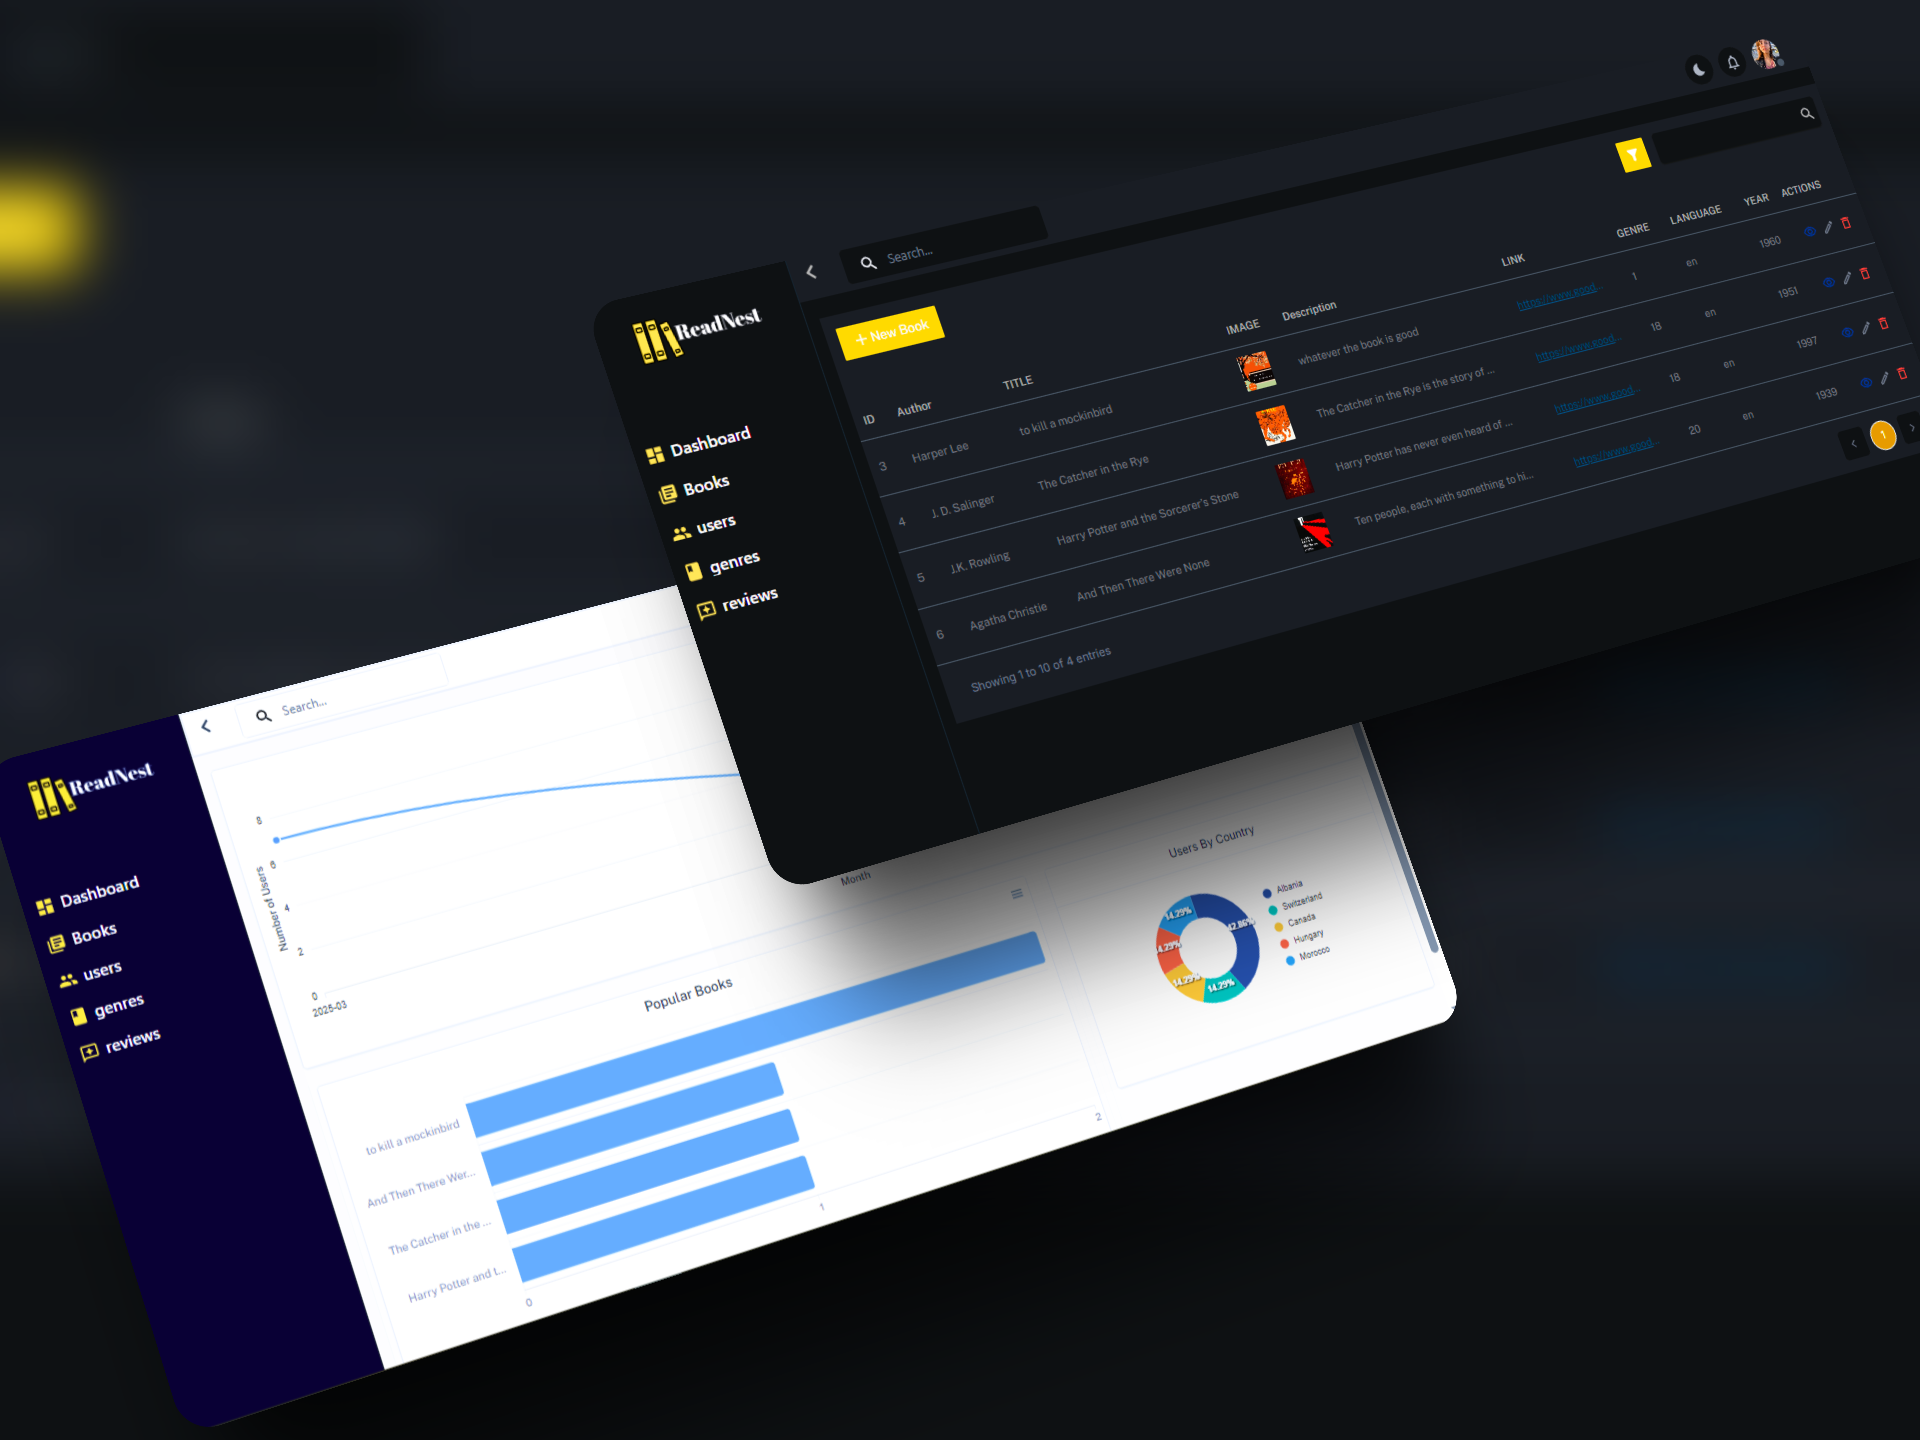 Search...
ReadNest
Dashboard
Books
users
genres
reviews
+ New Book
ID Author TITLE IMAGE Description LINK GENRE LANGUAGE YEAR ACTIONS
3 Harper Lee to kill a mockinbird whatever the book is good https://www.good... 1 en 1960
4 J. D. Salinger The Catcher in the Rye The Catcher in the Rye is the story of ... https://www.good... 18 en 1951
5 J.K. Rowling Harry Potter and the Sorcerer's Stone Harry Potter has never even heard of ... https://www.good... 18 en 1997
6 Agatha Christie And Then There Were None Ten people, each with something to hi... https://www.good... 20 en 1939
Showing 1 to 10 of 4 entries
1
Search...
ReadNest
Dashboard
Books
users
genres
reviews
Number of Users
8
6
4
2
0
2025-03
Month
Popular Books
to kill a mockinbird
And Then There Wer...
The Catcher in the ...
Harry Potter and t...
0
1
2
Users By Country
14.29%
42.86%
14.29%
14.29%
14.29%
Albania
Switzerland
Canada
Hungary
Morocco